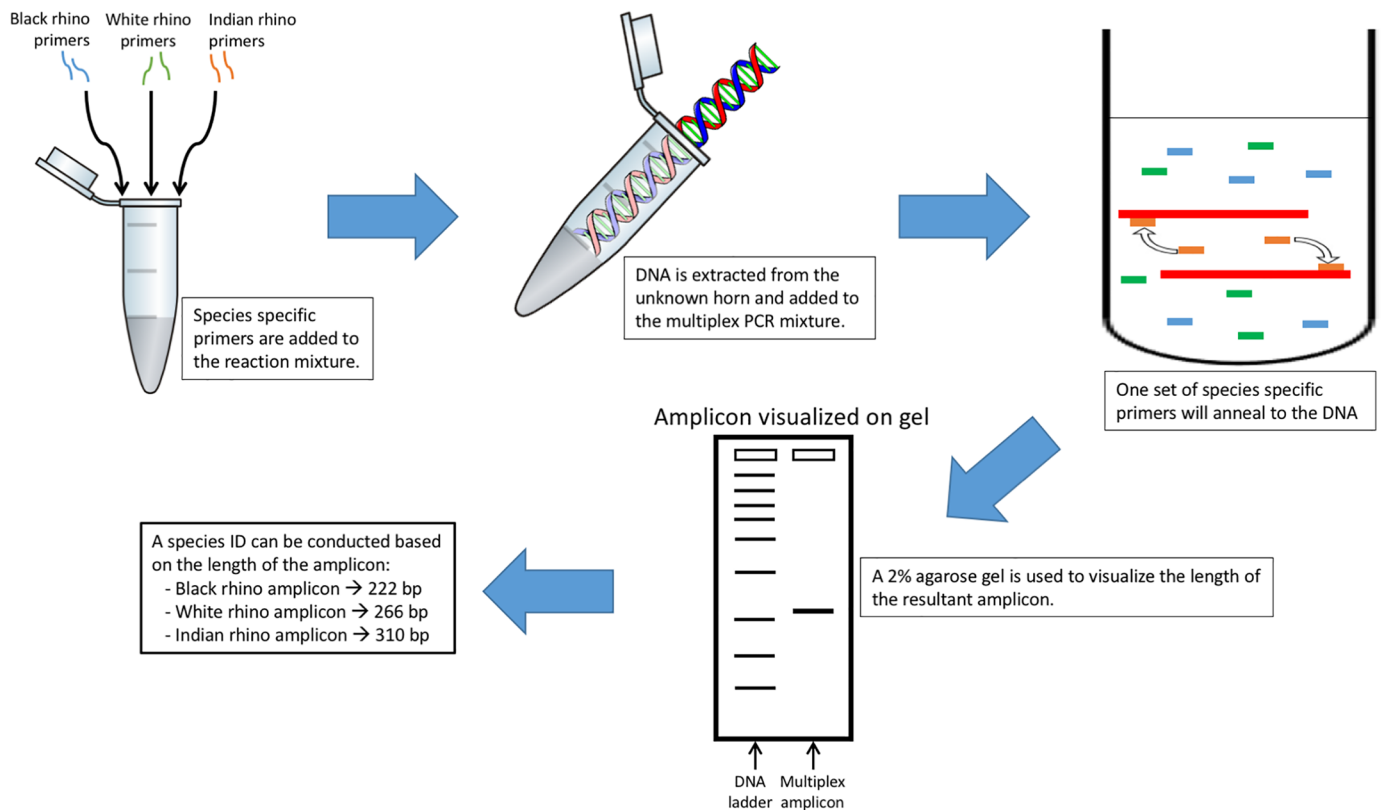 Black rhino
primers
White rhino
primers
Indian rhino
primers
Species specific
primers are added to
the reaction mixture.
DNA is extracted from the
unknown horn and added to
the multiplex PCR mixture.
One set of species specific
primers will anneal to the DNA
Amplicon visualized on gel
A 2% agarose gel is used to visualize the length of
the resultant amplicon.
DNA
ladder
Multiplex
amplicon
A species ID can be conducted based
on the length of the amplicon:
- Black rhino amplicon → 222 bp
- White rhino amplicon → 266 bp
- Indian rhino amplicon → 310 bp